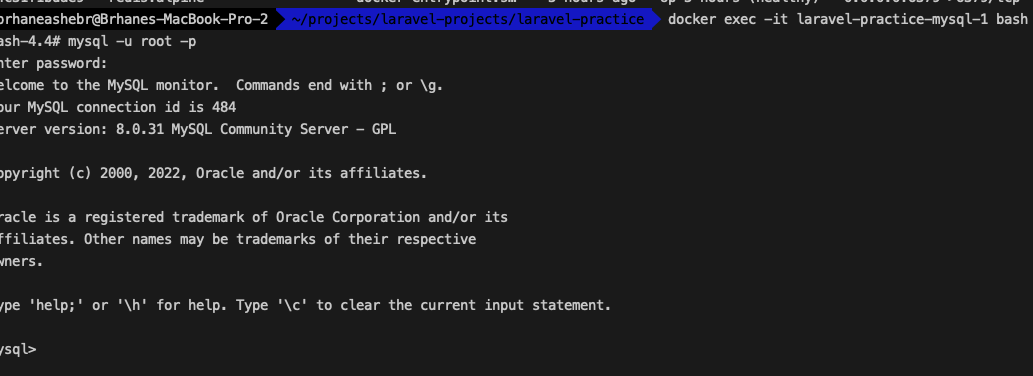 redis:alpine
brhaneashebr@Brhanes-MacBook-Pro-2 ~/projects/laravel-projects/laravel-practice docker exec -it laravel-practice-mysql-1 bash
ash-4.4# mysql -u root -p
nter password:
elcome to the MySQL monitor.  Commands end with ; or \g.
our MySQL connection id is 484
erver version: 8.0.31 MySQL Community Server - GPL
opyright (c) 2000, 2022, Oracle and/or its affiliates.
racle is a registered trademark of Oracle Corporation and/or its
ffiliates. Other names may be trademarks of their respective
wners.
ype 'help;' or '\h' for help. Type '\c' to clear the current input statement.
ysql>